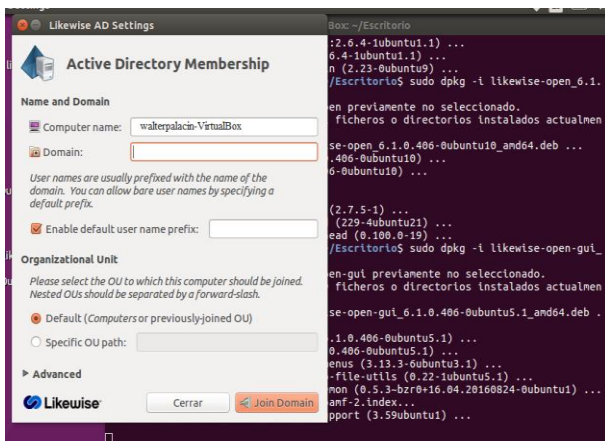 Likewise AD Settings
Active Directory Membership
Name and Domain
Computer name: walterpalacin-VirtualBox
Domain:
User names are usually prefixed with the name of the
domain. You can allow bare user names by specifying a
default prefix.
Enable default user name prefix:
Organizational Unit
Please select the OU to which this computer should be joined.
Nested OUs should be separated by a forward-slash.
Default (Computers or previously-joined OU)
Specific OU path:
Advanced
Likewise
Cerrar
Join Domain
Box: ~/Escritorio
:2.6.4-1ubuntu1.1) ...
6.4-1ubuntu1.1) ...
n (2.23-0ubuntu9) ...
/Escritorio$ sudo dpkg -i likewise-open_6.1.
en previamente no seleccionado.
ficheros o directorios instalados actualmen
se-open_6.1.0.406-0ubuntu10_amd64.deb ...
.406-0ubuntu10) ...
6-0ubuntu10) ...
(2.7.5-1) ...
(229-4ubuntu21) ...
ead (0.100.0-19) ...
/Escritorio$ sudo dpkg -i likewise-open-gui_
en-gui previamente no seleccionado.
ficheros o directorios instalados actualmen
se-open-gui_6.1.0.406-0ubuntu5.1_amd64.deb .
.1.0.406-0ubuntu5.1) ...
0.406-0ubuntu5.1) ...
enus (3.13.3-6ubuntu3.1) ...
-file-utils (0.22-1ubuntu5.1) ...
mon (0.5.3~bzr0+16.04.20160824-0ubuntu1) ...
amf-2.index...
pport (3.59ubuntu1) ...